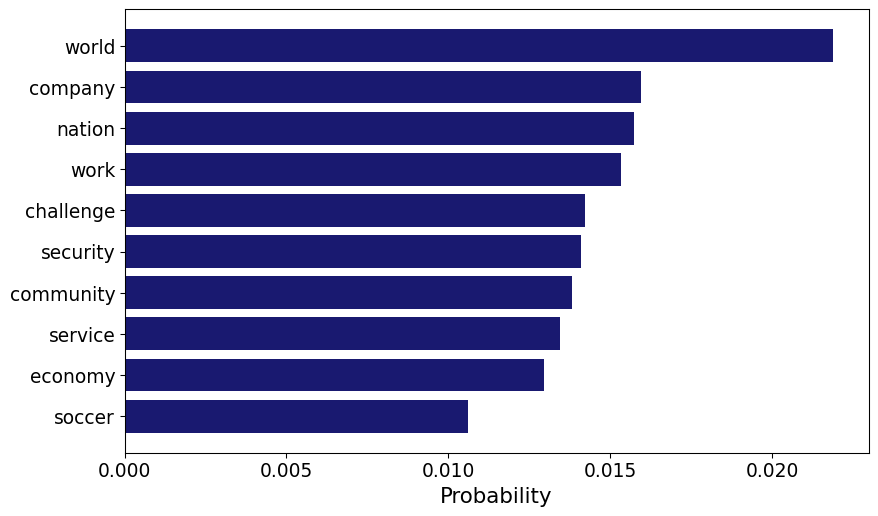 world
company
nation
work
challenge
security
community
service
economy
soccer
0.000 0.005 0.010 0.015 0.020
Probability